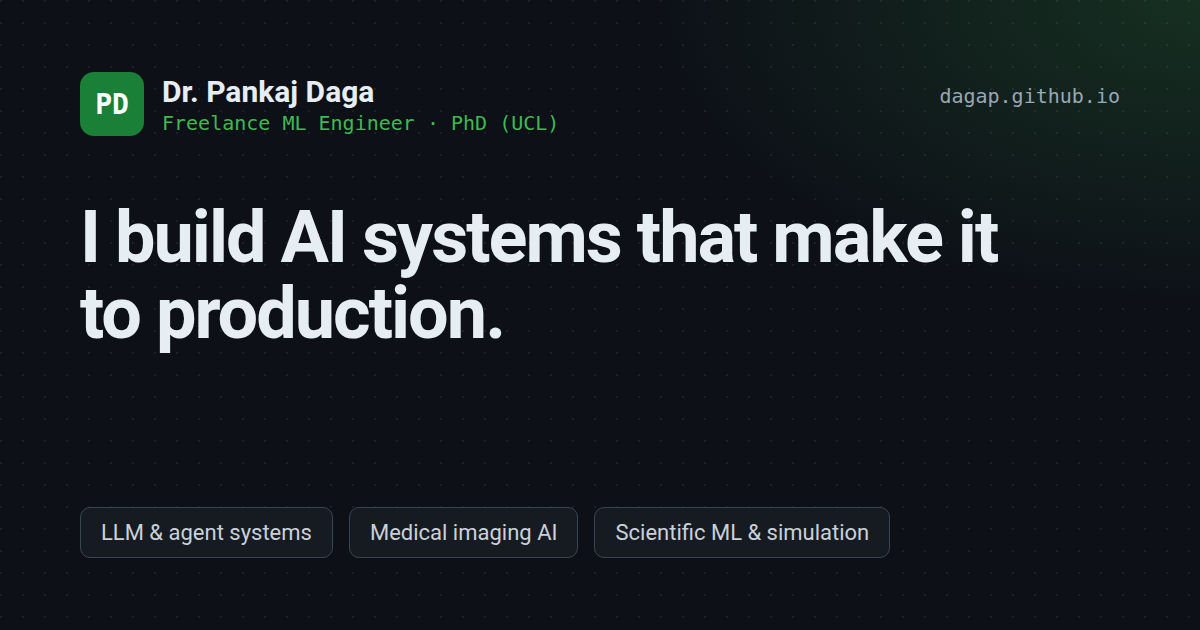 PD
Dr. Pankaj Daga
Freelance ML Engineer · PhD (UCL)
dagap.github.io
I build AI systems that make it
to production.
LLM & agent systems
Medical imaging AI
Scientific ML & simulation